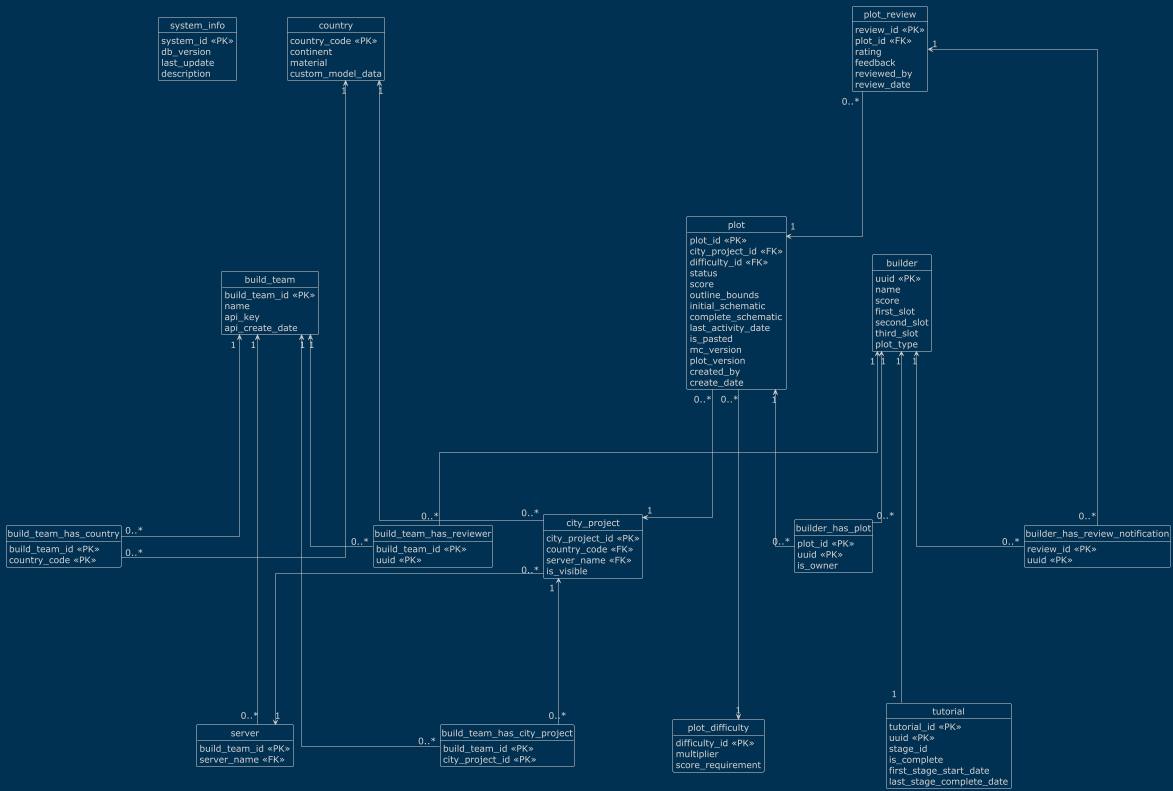 system_info
system_id «PK»
db_version
last_update
description
country
country_code «PK»
continent
material
custom_model_data
1
1
plot_review
review_id «PK»
plot_id «FK»
rating
feedback
reviewed_by
review_date
1
0..*
plot
plot_id «PK»
city_project_id «FK»
difficulty_id «FK»
status
score
outline_bounds
initial_schematic
complete_schematic
last_activity_date
is_pasted
mc_version
plot_version
created_by
create_date
1
0..*
0..*
1
builder
uuid «PK»
name
score
first_slot
second_slot
third_slot
plot_type
1
1
1
1
build_team
build_team_id «PK»
name
api_key
api_create_date
1
1
1
1
build_team_has_country
build_team_id «PK»
country_code «PK»
0..*
0..*
build_team_has_reviewer
build_team_id «PK»
uuid «PK»
0..*
0..*
city_project
city_project_id «PK»
country_code «FK»
server_name «FK»
is_visible
0..*
1
0..*
1
builder_has_plot
plot_id «PK»
uuid «PK»
is_owner
0..*
0..*
builder_has_review_notification
review_id «PK»
uuid «PK»
0..*
0..*
server
build_team_id «PK»
server_name «FK»
0..*
1
build_team_has_city_project
build_team_id «PK»
city_project_id «PK»
0..*
0..*
plot_difficulty
difficulty_id «PK»
multiplier
score_requirement
1
tutorial
tutorial_id «PK»
uuid «PK»
stage_id
is_complete
first_stage_start_date
last_stage_complete_date
1